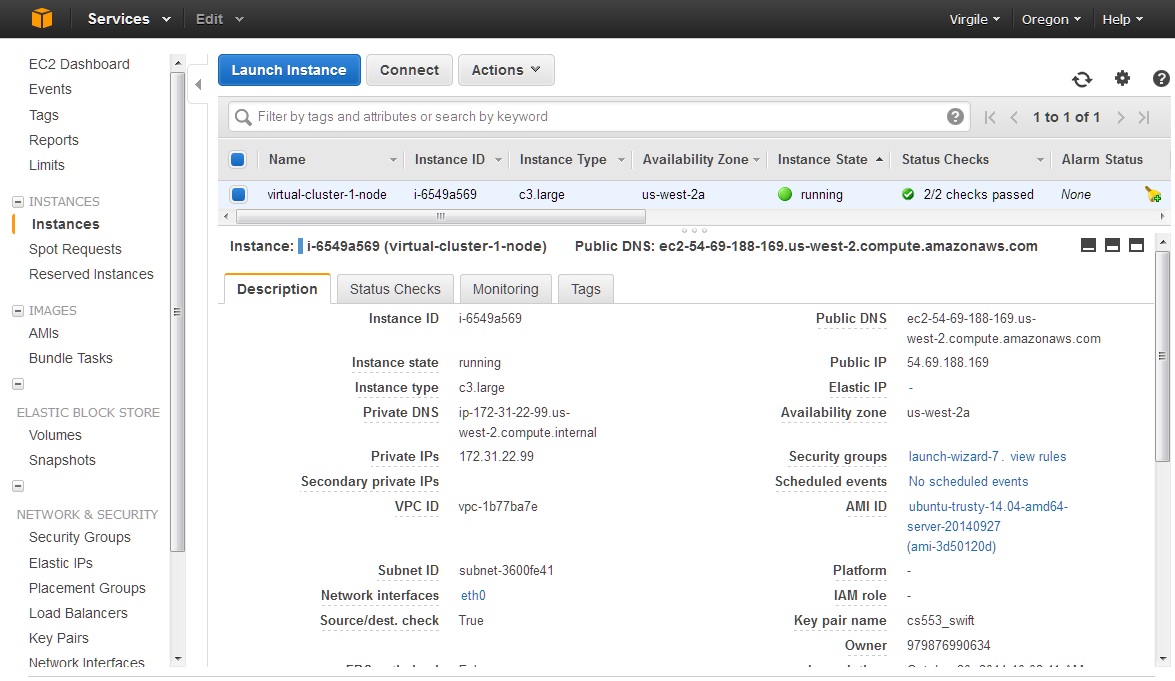 Services Edit Virgile Oregon Help
EC2 Dashboard
Events
Tags
Reports
Limits
INSTANCES
Instances
Spot Requests
Reserved Instances
IMAGES
AMIs
Bundle Tasks
ELASTIC BLOCK STORE
Volumes
Snapshots
NETWORK & SECURITY
Security Groups
Elastic IPs
Placement Groups
Load Balancers
Key Pairs
Network Interfaces
Launch Instance Connect Actions
Filter by tags and attributes or search by keyword 1 to 1 of 1
Name Instance ID Instance Type Availability Zone Instance State Status Checks Alarm Status
virtual-cluster-1-node i-6549a569 c3.large us-west-2a running 2/2 checks passed None
Instance: i-6549a569 (virtual-cluster-1-node) Public DNS: ec2-54-69-188-169.us-west-2.compute.amazonaws.com
Description Status Checks Monitoring Tags
Instance ID i-6549a569
Instance state running
Instance type c3.large
Private DNS ip-172-31-22-99.us-
west-2.compute.internal
Private IPs 172.31.22.99
Secondary private IPs
VPC ID vpc-1b77ba7e
Subnet ID subnet-3600fe41
Network interfaces eth0
Source/dest. check True
Public DNS ec2-54-69-188-169.us-
west-2.compute.amazonaws.com
Public IP 54.69.188.169
Elastic IP -
Availability zone us-west-2a
Security groups launch-wizard-7. view rules
Scheduled events No scheduled events
AMI ID ubuntu-trusty-14.04-amd64-
server-20140927
(ami-3d50120d)
Platform -
IAM role -
Key pair name cs553_swift
Owner 979876990634